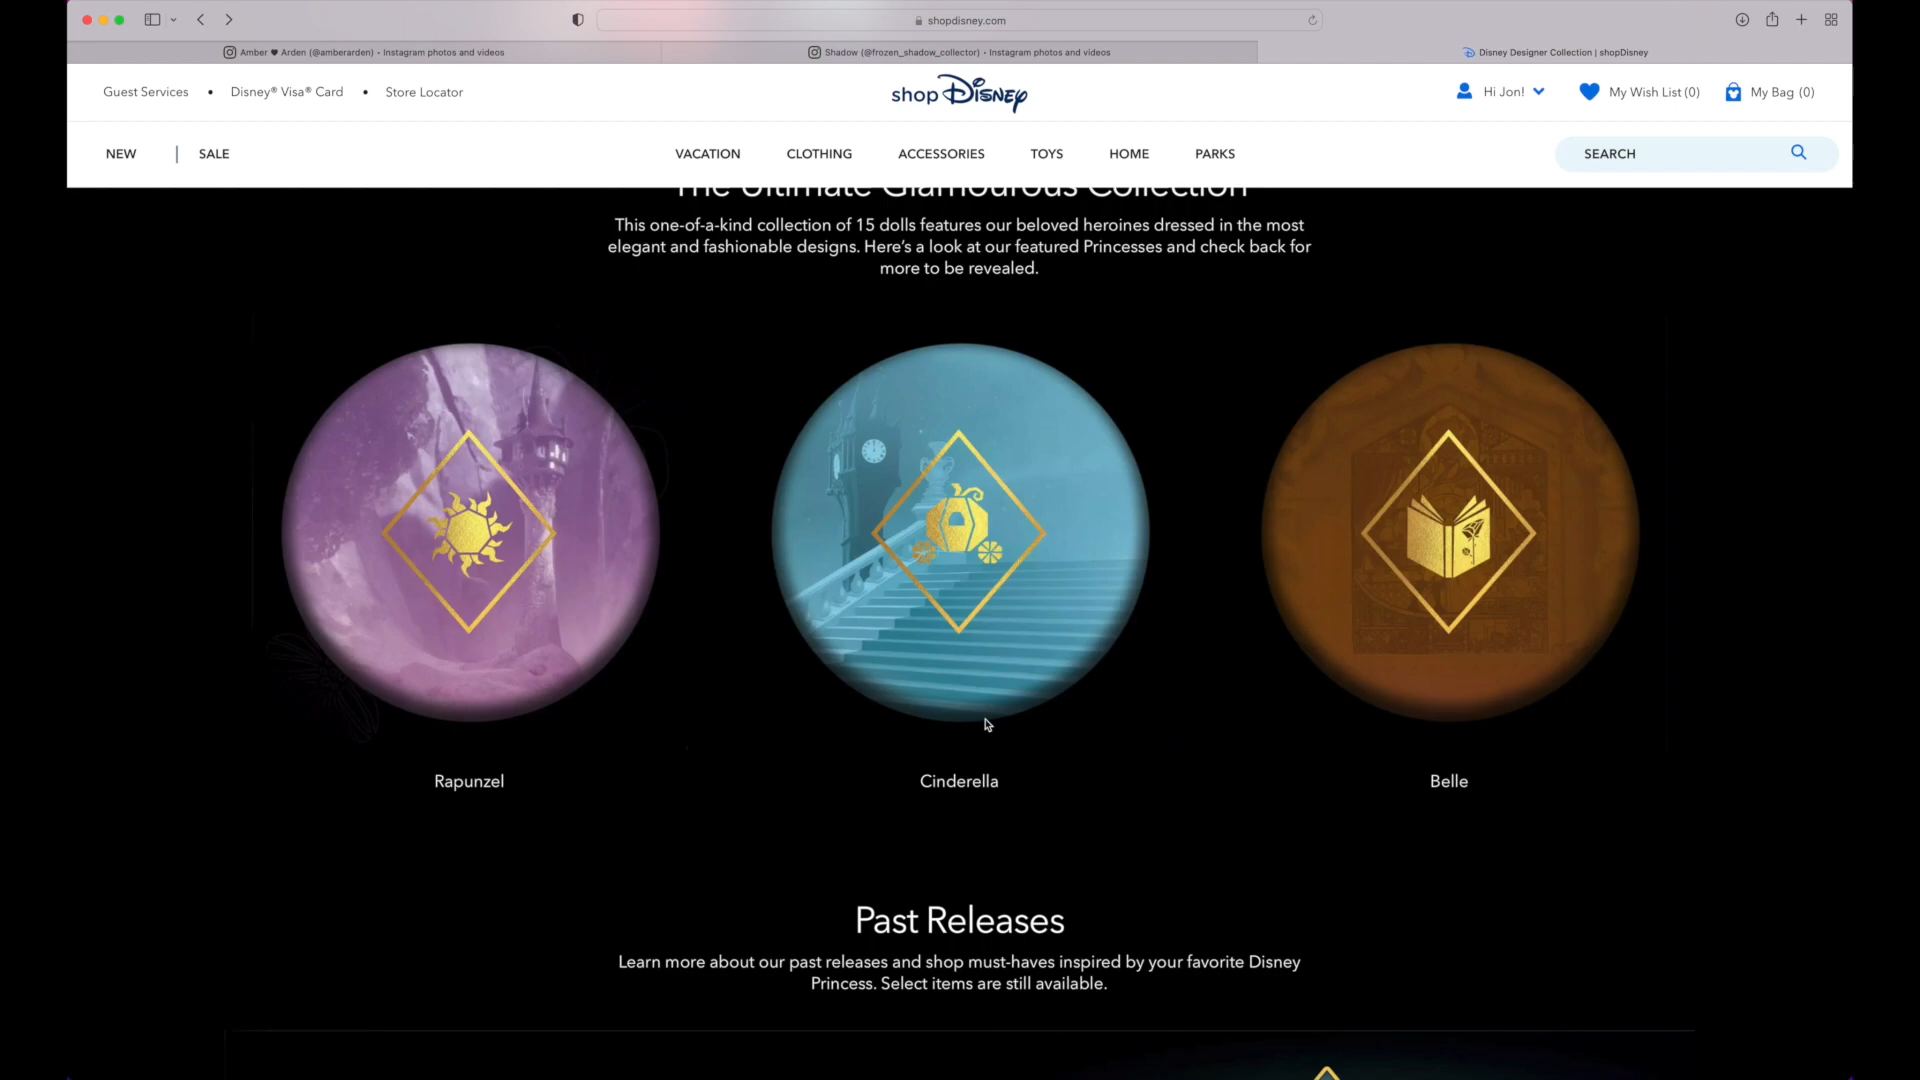 shopdisney.com
Amber ♥ Arden (@amberarden) • Instagram photos and videos
Shadow (@frozen_shadow_collector) • Instagram photos and videos
Disney Designer Collection | shopDisney
Guest Services • Disney® Visa® Card • Store Locator
shop Disney
Hi Jon!
My Wish List (0)
My Bag (0)
NEW | SALE
VACATION
CLOTHING
ACCESSORIES
TOYS
HOME
PARKS
SEARCH
The Ultimate Glamourous Collection
This one-of-a-kind collection of 15 dolls features our beloved heroines dressed in the most
elegant and fashionable designs. Here's a look at our featured Princesses and check back for
more to be revealed.
Rapunzel
Cinderella
Belle
Past Releases
Learn more about our past releases and shop must-haves inspired by your favorite Disney
Princess. Select items are still available.